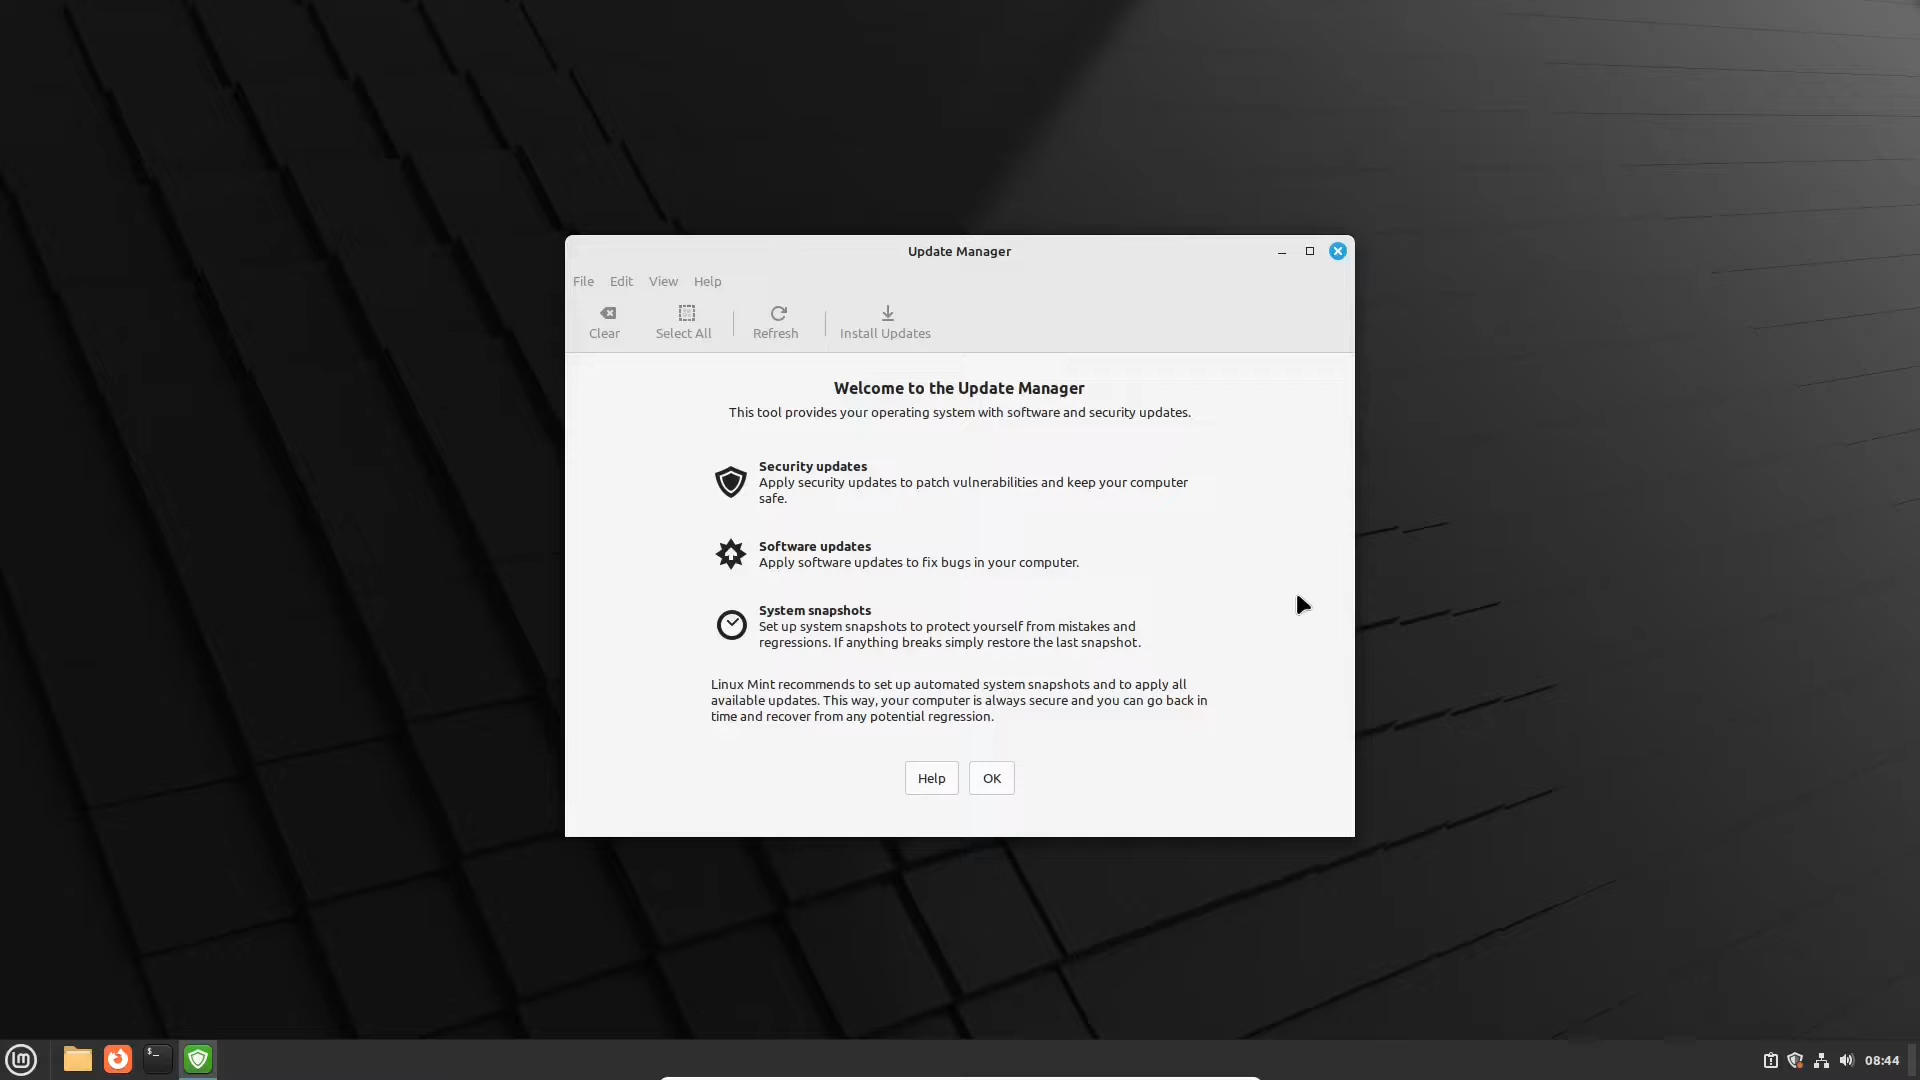 Update Manager
File Edit View Help
Clear Select All Refresh Install Updates
Welcome to the Update Manager
This tool provides your operating system with software and security updates.
Security updates
Apply security updates to patch vulnerabilities and keep your computer
safe.
Software updates
Apply software updates to fix bugs in your computer.
System snapshots
Set up system snapshots to protect yourself from mistakes and
regressions. If anything breaks simply restore the last snapshot.
Linux Mint recommends to set up automated system snapshots and to apply all
available updates. This way, your computer is always secure and you can go back in
time and recover from any potential regression.
Help OK
08:44